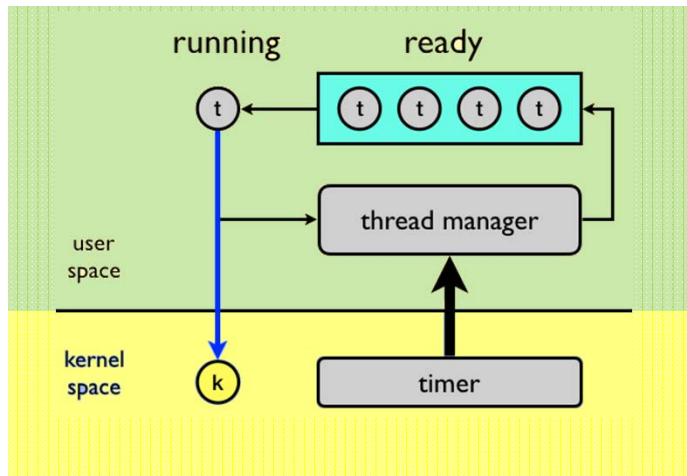 running
ready
t
t
t
t
t
thread manager
user
space
kernel
space
k
timer